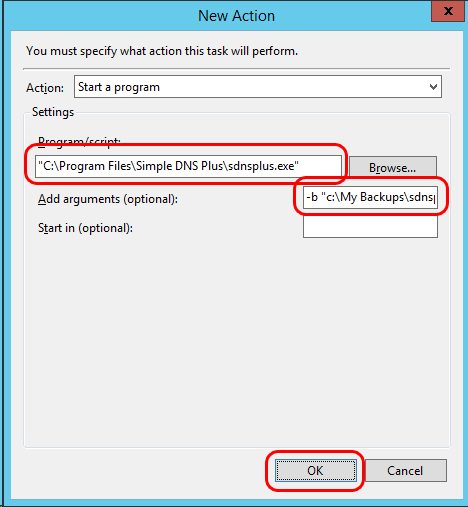 New Action
x
You must specify what action this task will perform.
Action: Start a program
Settings
Program/script:
"C:\Program Files\Simple DNS Plus\sdnsplus.exe" Browse...
Add arguments (optional): -b "c:\My Backups\sdnsp
Start in (optional):
OK Cancel